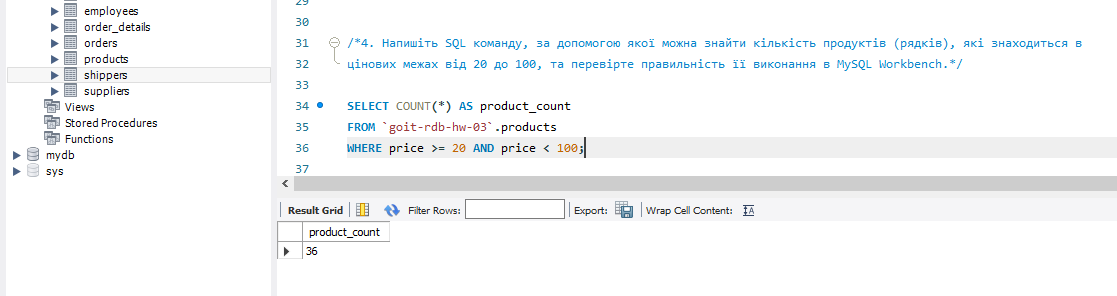 employees
order_details
orders
products
shippers
suppliers
Views
Stored Procedures
Functions
mydb
sys
29
30
31 /*4. Напишіть SQL команду, за допомогою якої можна знайти кількість продуктів (рядків), які знаходиться в
32 цінових межах від 20 до 100, та перевірте правильність її виконання в MySQL Workbench.*/
33
34 SELECT COUNT(*) AS product_count
35 FROM `goit-rdb-hw-03`.products
36 WHERE price >= 20 AND price < 100;
37
Result Grid Filter Rows: Export: Wrap Cell Content:
product_count
36